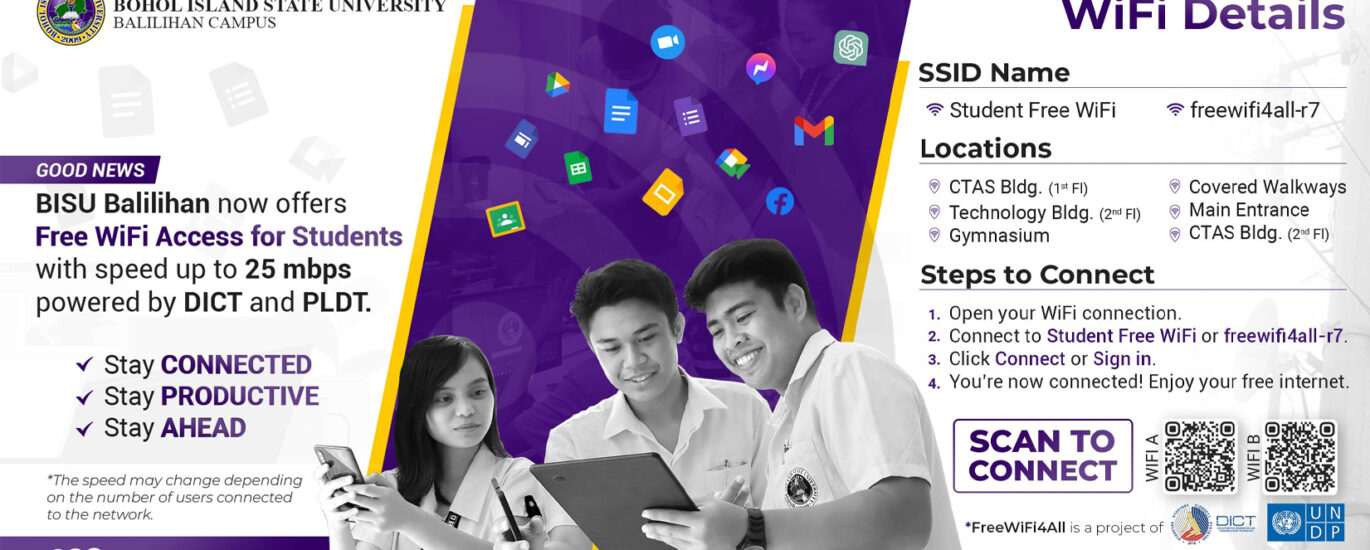 BOHOL ISLAND STATE UNIVERSITY
BALILIHAN CAMPUS
GOOD NEWS
BISU Balilihan now offers
Free WiFi Access for Students
with speed up to 25 mbps
powered by DICT and PLDT.
✓ Stay CONNECTED
✓ Stay PRODUCTIVE
✓ Stay AHEAD
*The speed may change depending
on the number of users connected
to the network.
WiFi Details
SSID Name
Student Free WiFi
freewifi4all-r7
Locations
CTAS Bldg. (1st Fl)
Technology Bldg. (2nd Fl)
Gymnasium
Covered Walkways
Main Entrance
CTAS Bldg. (2nd Fl)
Steps to Connect
1. Open your WiFi connection.
2. Connect to Student Free WiFi or freewifi4all-r7.
3. Click Connect or Sign in.
4. You're now connected! Enjoy your free internet.
SCAN TO
CONNECT
WIFI A
WIFI B
*FreeWiFi4All is a project of
DICT
UN
DP
2009